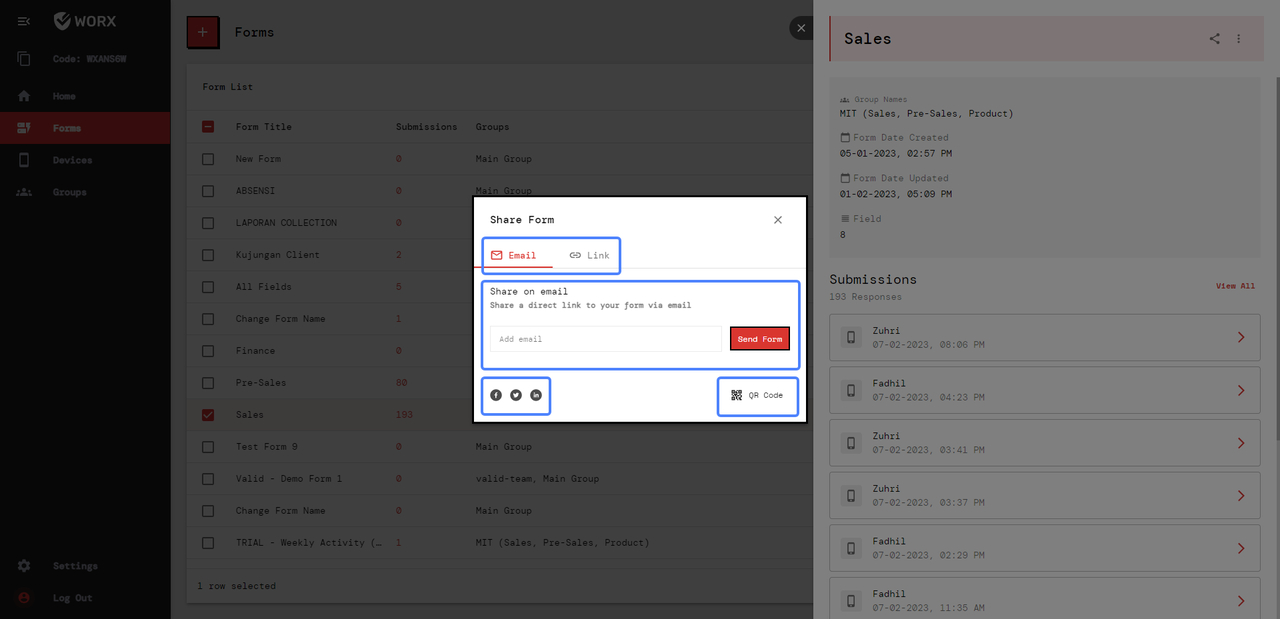 WORX
Code: WXANS6W
Home
Forms
Devices
Groups
Settings
Log Out
Forms
Form List
Form Title Submissions Groups
New Form 0 Main Group
ABSENSI 0 Main Group
LAPORAN COLLECTION 0
Kujungan Client 2
All Fields 5
Change Form Name 1
Finance 0
Pre-Sales 80
Sales 193
Test Form 9 0 Main Group
Valid - Demo Form 1 0 valid-team, Main Group
Change Form Name 0 Main Group
TRIAL - Weekly Activity (… 1 MIT (Sales, Pre-Sales, Product)
1 row selected
Share Form
Email Link
Share on email
Share a direct link to your form via email
Add email Send Form
QR Code
Sales
Group Names
MIT (Sales, Pre-Sales, Product)
Form Date Created
05-01-2023, 02:57 PM
Form Date Updated
01-02-2023, 05:09 PM
Field
8
Submissions
193 Responses View All
Zuhri
07-02-2023, 08:06 PM
Fadhil
07-02-2023, 04:23 PM
Zuhri
07-02-2023, 03:41 PM
Zuhri
07-02-2023, 03:37 PM
Fadhil
07-02-2023, 02:29 PM
Fadhil
07-02-2023, 11:35 AM